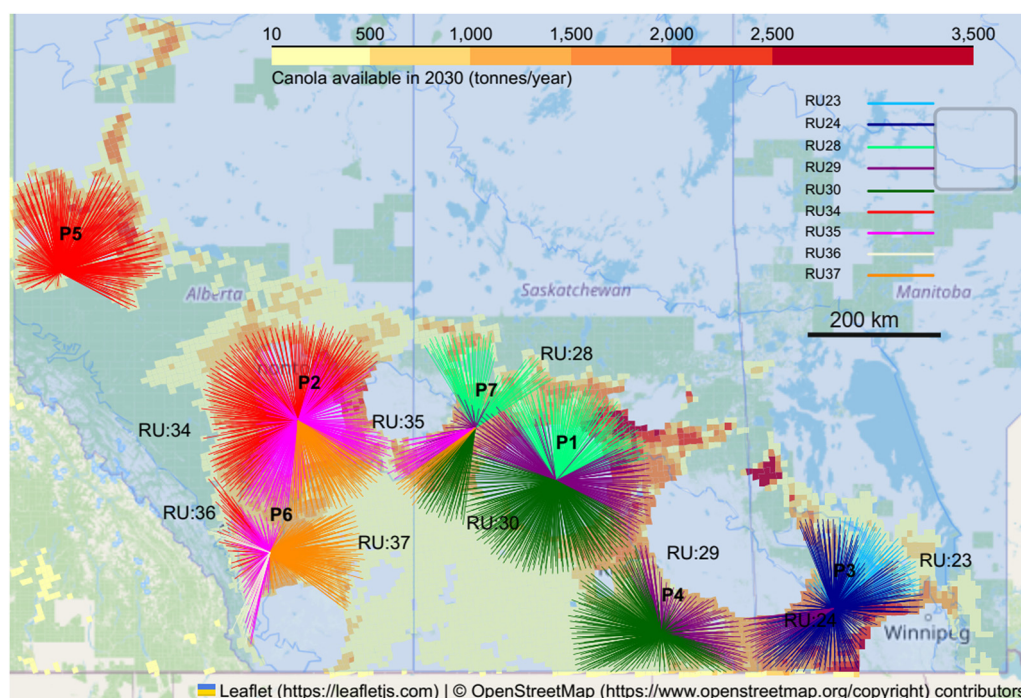 10 500 1,000 1,500 2,000 2,500 3,500
Canola available in 2030 (tonnes/year)
RU23
RU24
RU28
RU29
RU30
RU34
RU35
RU36
RU37
200 km
P5
Alberta
Saskatchewan
Manitoba
RU:28
P2
P7
RU:34
RU:35
P1
RU:36
P6
RU:30
RU:37
RU:29
RU:23
P3
P4
RU:24
Winnipeg
Leaflet (https://leafletjs.com) | © OpenStreetMap (https://www.openstreetmap.org/copyright) contributor